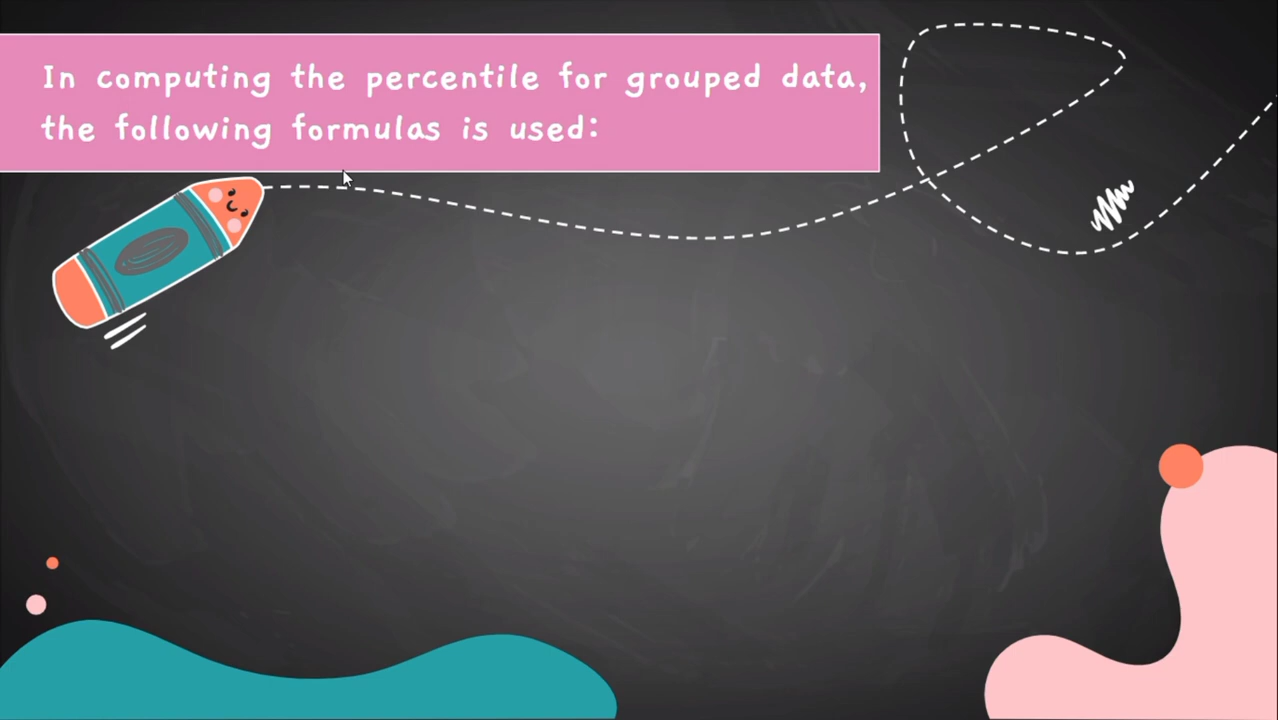 In computing the percentile for grouped data,
the following formulas is used: